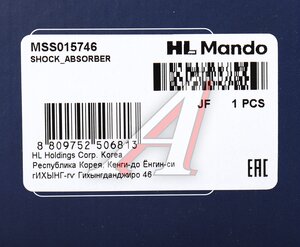 MSS015746
SHOCK_ABSORBER
HL Mando
JF 1 PCS
8 809752 506813
HL Holdings Corp. Korea
Республика Корея, Кенги-до Ёнгин-си
гИХЫНГ-гу Гихынгданджиро 46
EAC